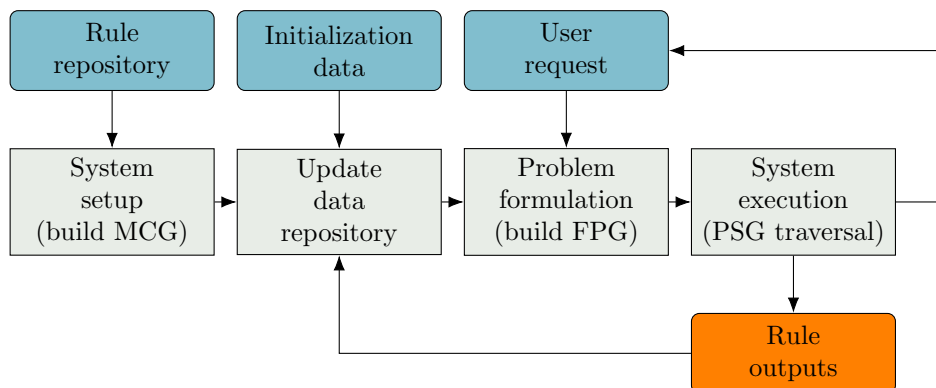 Rule
repository
Initialization
data
User
request
System
setup
(build MCG)
Update
data
repository
Problem
formulation
(build FPG)
System
execution
(PSG traversal)
Rule
outputs